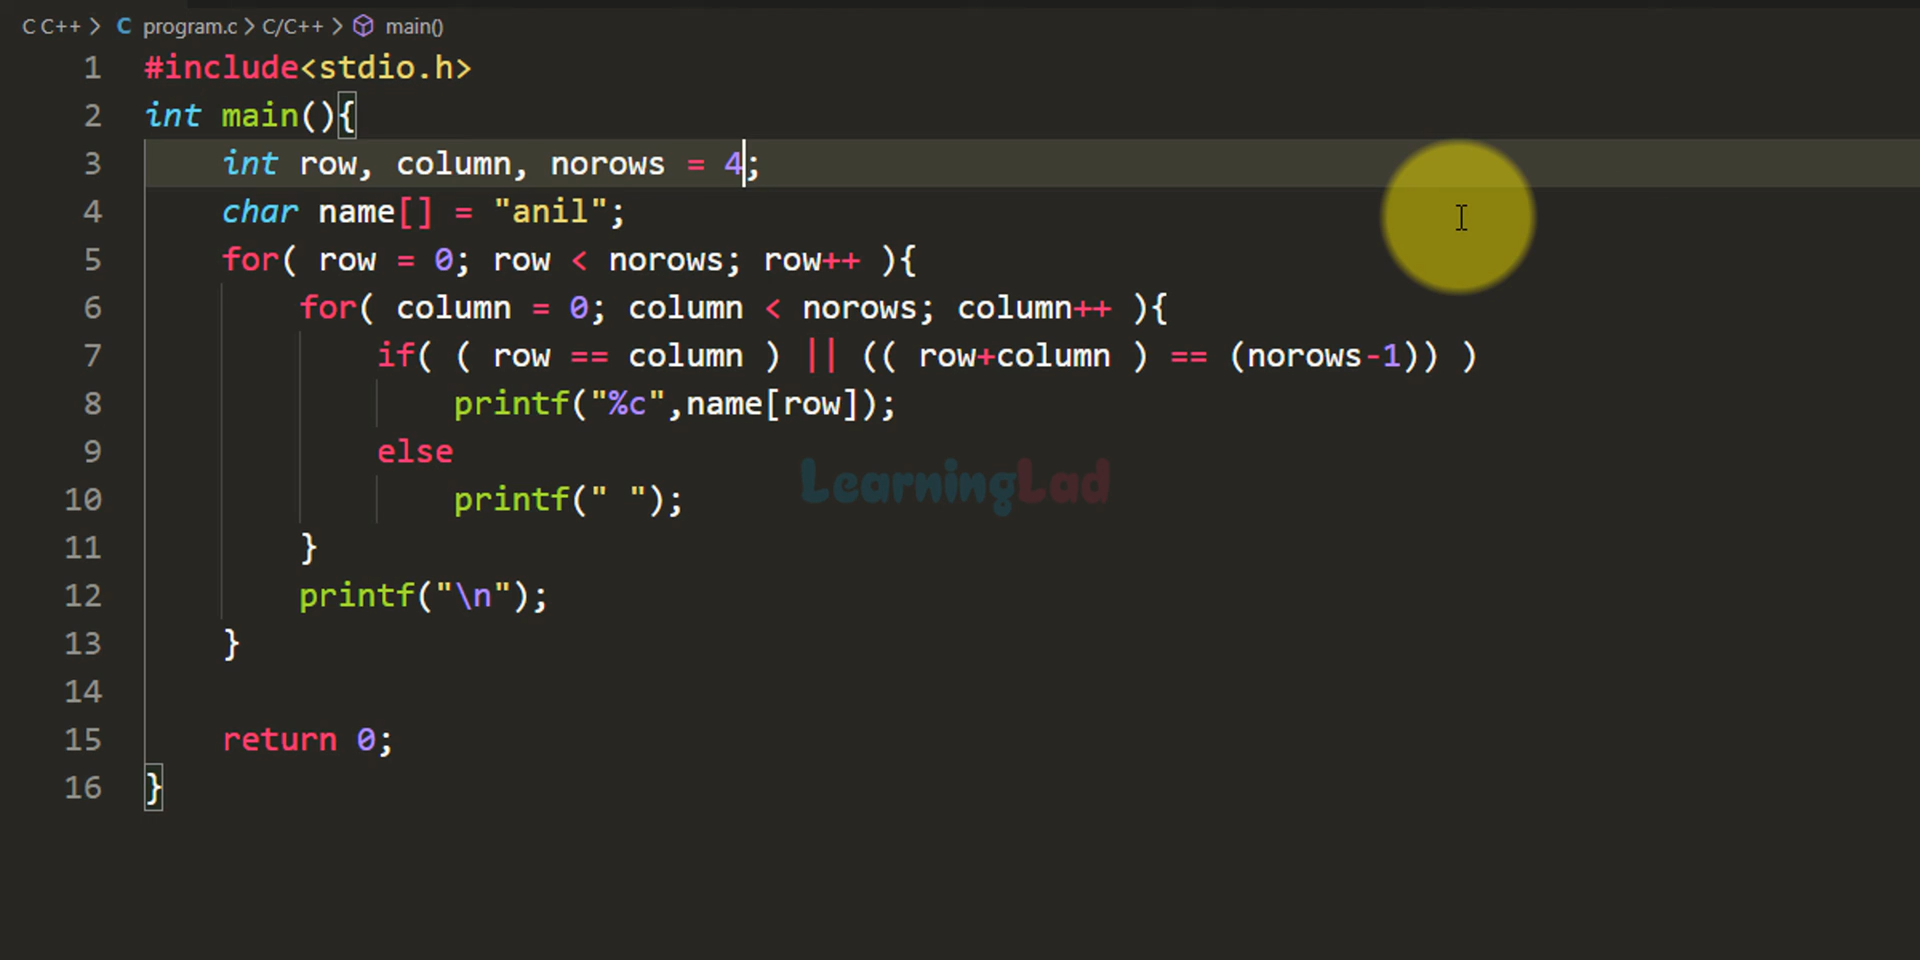 C C++ > C program.c > C/C++ > main()
1 #include<stdio.h>
2 int main(){
3     int row, column, norows = 4;
4     char name[] = "anil";
5     for( row = 0; row < norows; row++ ){
6         for( column = 0; column < norows; column++ ){
7             if( ( row == column ) || (( row+column ) == (norows-1)) )
8                 printf("%c",name[row]);
9             else
10                 printf(" ");
11         }
12         printf("\n");
13     }
14
15     return 0;
16 }
LearningLad